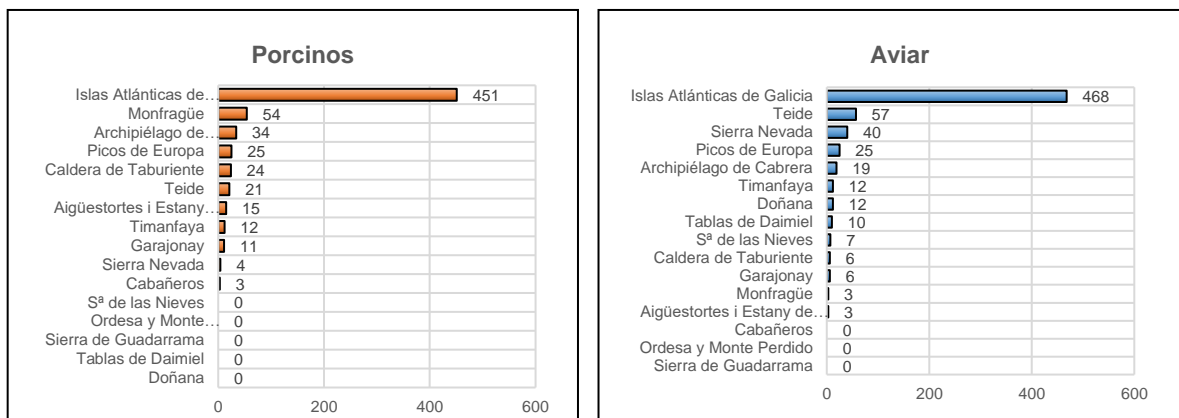 Porcinos
Islas Atlánticas de… 451
Monfragüe 54
Archipiélago de… 34
Picos de Europa 25
Caldera de Taburiente 24
Teide 21
Aigüestortes i Estany… 15
Timanfaya 12
Garajonay 11
Sierra Nevada 4
Cabañeros 3
Sª de las Nieves 0
Ordesa y Monte… 0
Sierra de Guadarrama 0
Tablas de Daimiel 0
Doñana 0
0 200 400 600
Aviar
Islas Atlánticas de Galicia 468
Teide 57
Sierra Nevada 40
Picos de Europa 25
Archipiélago de Cabrera 19
Timanfaya 12
Doñana 12
Tablas de Daimiel 10
Sª de las Nieves 7
Caldera de Taburiente 6
Garajonay 6
Monfragüe 3
Aigüestortes i Estany de… 3
Cabañeros 0
Ordesa y Monte Perdido 0
Sierra de Guadarrama 0
0 200 400 600